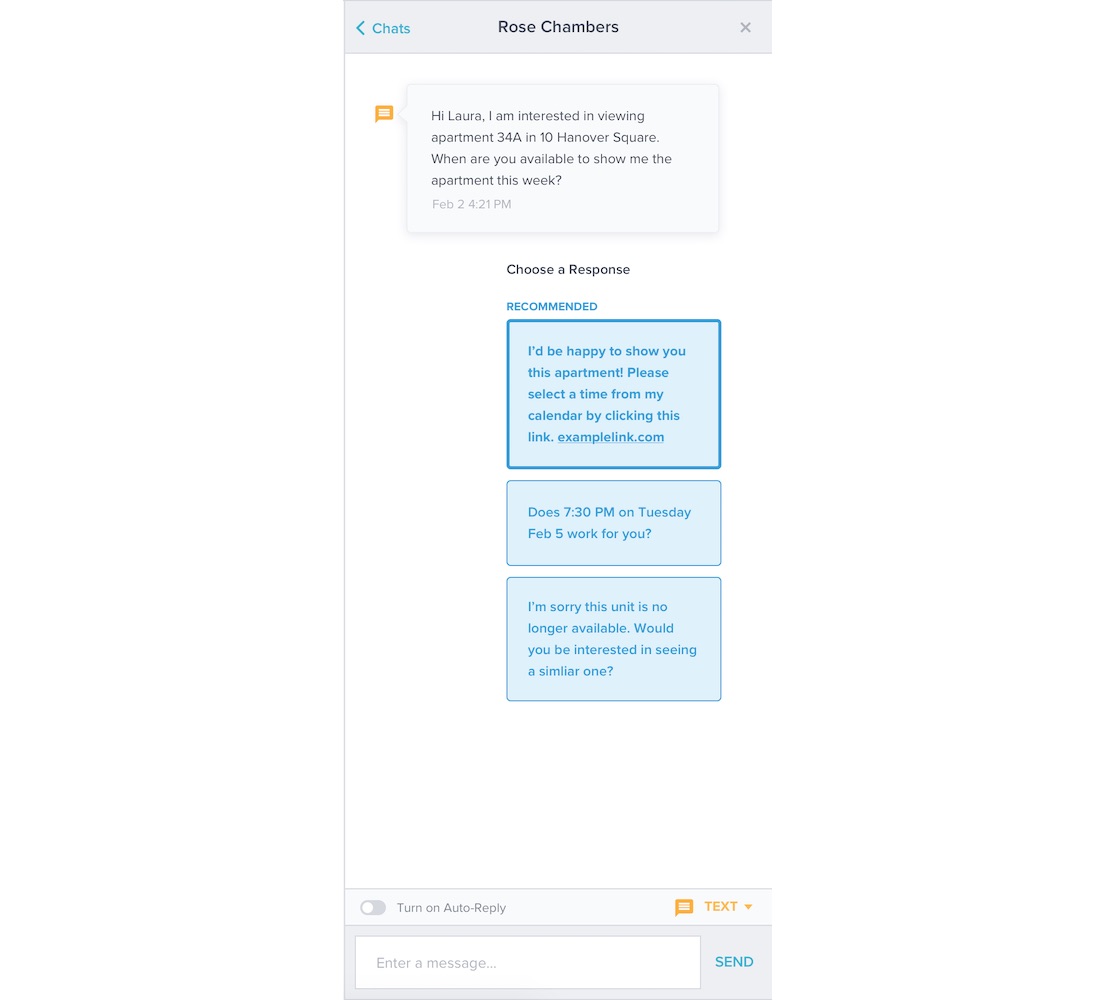 Chats
Rose Chambers
Hi Laura, I am interested in viewing
apartment 34A in 10 Hanover Square.
When are you available to show me the
apartment this week?
Feb 2 4:21 PM
Choose a Response
RECOMMENDED
I’d be happy to show you
this apartment! Please
select a time from my
calendar by clicking this
link. examplelink.com
Does 7:30 PM on Tuesday
Feb 5 work for you?
I’m sorry this unit is no
longer available. Would
you be interested in seeing
a simliar one?
Turn on Auto-Reply
TEXT
Enter a message...
SEND